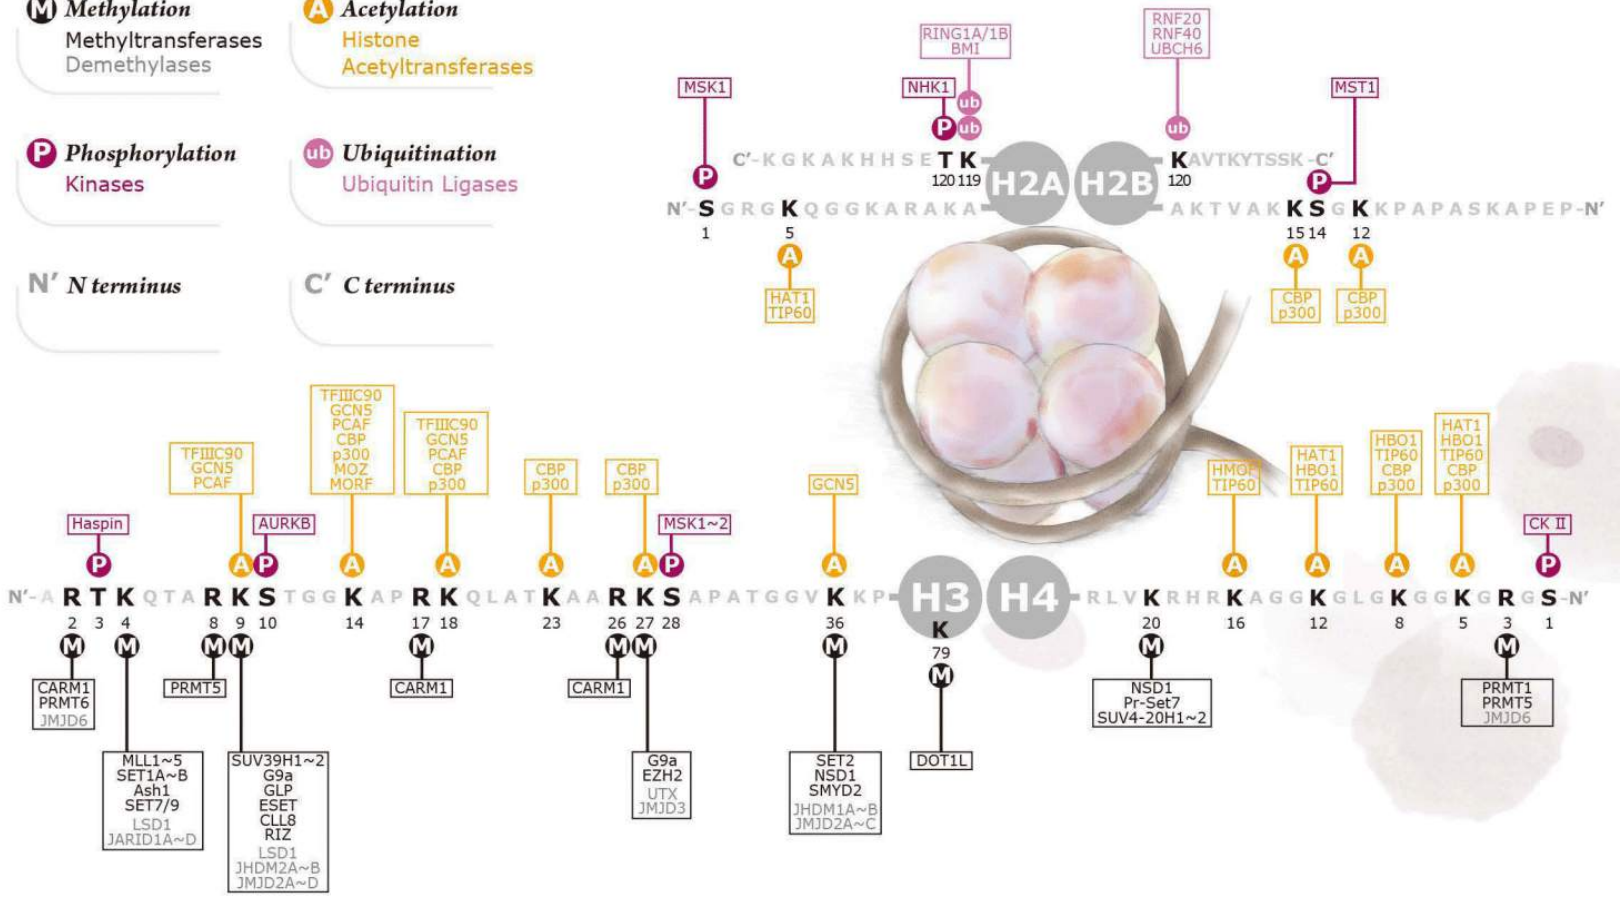 M Methylation
Methyltransferases
Demethylases
A Acetylation
Histone
Acetyltransferases
P Phosphorylation
Kinases
ub Ubiquitination
Ubiquitin Ligases
N′ N terminus
C′ C terminus
MSK1
NHK1
RING1A/1B
BMI
RNF20
RNF40
UBCH6
MST1
P
P
ub
ub
ub
P
C′-KGKAKHHSETK
120 119
H2A
H2B
KAVTKYTSSK-C′
120
N′-SGRGKQGGKARAKA
1 5
AKTVAKKSGKKPAPASKAPEP-N′
15 14 12
A
HAT1
TIP60
A
CBP
p300
A
CBP
p300
TFIIIC90
GCN5
PCAF
TFIIIC90
GCN5
PCAF
CBP
p300
MOZ
MORF
TFIIIC90
GCN5
PCAF
CBP
p300
CBP
p300
CBP
p300
GCN5
HMOF
TIP60
HAT1
HBO1
TIP60
HBO1
TIP60
CBP
p300
HAT1
HBO1
TIP60
CBP
p300
Haspin
AURKB
MSK1~2
CK II
P A P A A A A P A A A A A P
N′-ARTKQTARKSTGGKAPRKQLATKAARKSAPATGGVKKP
H3
H4
RLVKRHRKAGGKGLGKGGKGRGS-N′
2 3 4 8 9 10 14 17 18 23 26 27 28 36
K
79
20 16 12 8 5 3 1
M M M M M M M M M M M
CARM1
PRMT6
JMJD6
MLL1~5
SET1A~B
Ash1
SET7/9
LSD1
JARID1A~D
PRMT5
SUV39H1~2
G9a
GLP
ESET
CLL8
RIZ
LSD1
JHDM2A~B
JMJD2A~D
CARM1
CARM1
G9a
EZH2
UTX
JMJD3
SET2
NSD1
SMYD2
JHDM1A~B
JMJD2A~C
DOT1L
NSD1
Pr-Set7
SUV4-20H1~2
PRMT1
PRMT5
JMJD6